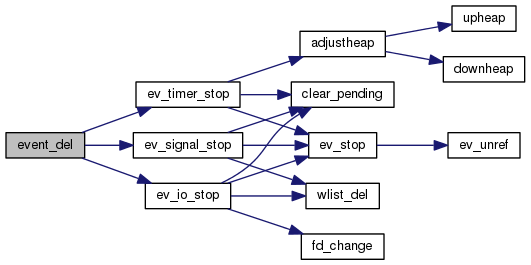 event_del
ev_timer_stop
ev_signal_stop
ev_io_stop
adjustheap
clear_pending
ev_stop
wlist_del
fd_change
upheap
downheap
ev_unref